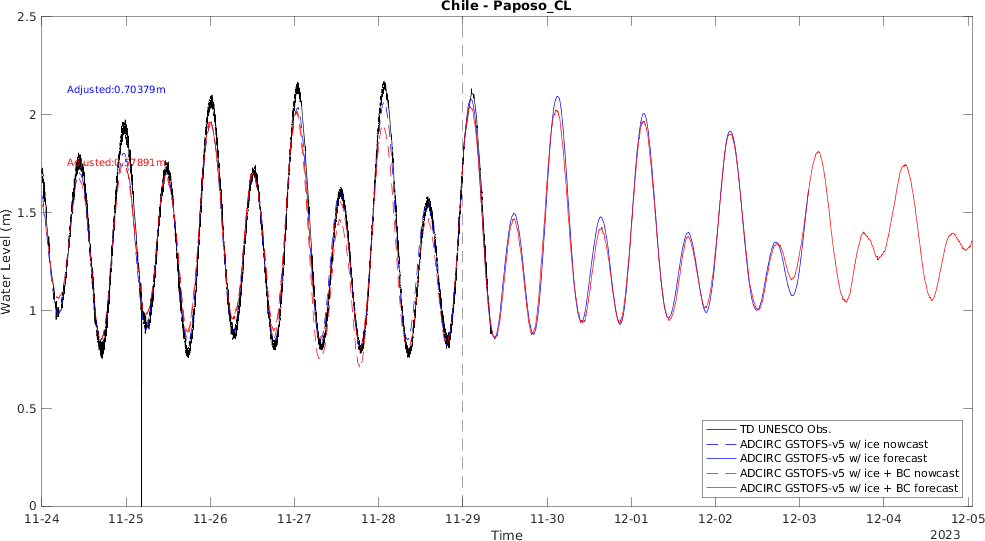 Chile - Paposo_CL
2.5
2
1.5
1
0.5
0
Water Level (m)
Adjusted:0.70379m
Adjusted:0.57891m
TD UNESCO Obs.
ADCIRC GSTOFS-v5 w/ ice nowcast
ADCIRC GSTOFS-v5 w/ ice forecast
ADCIRC GSTOFS-v5 w/ ice + BC nowcast
ADCIRC GSTOFS-v5 w/ ice + BC forecast
11-24 11-25 11-26 11-27 11-28 11-29 11-30 12-01 12-02 12-03 12-04 12-05
Time
2023